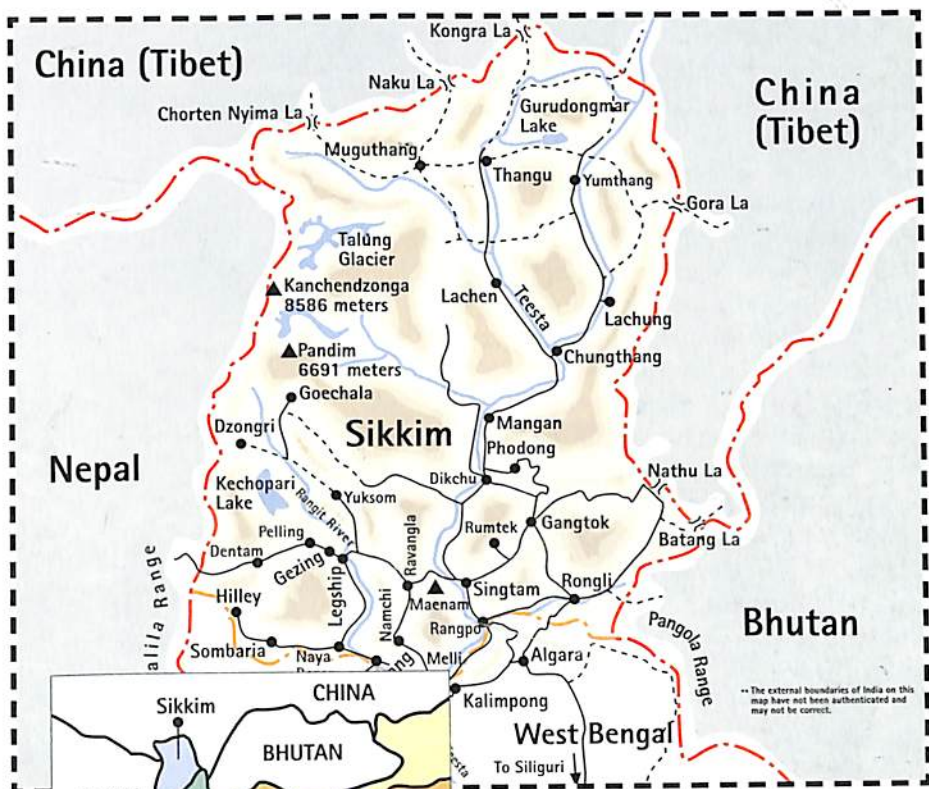 Kongra La
China (Tibet)
Naku La
China
(Tibet)
Chorten Nyima La
Gurudongmar
Lake
Muguthang
Thangu
Yumthang
Gora La
Talung
Glacier
Kanchendzonga
8586 meters
Lachen
Teesta
Lachung
Pandim
6691 meters
Chungthang
Goechala
Dzongri
Sikkim
Mangan
Phodong
Nepal
Nathu La
Kechopari
Lake
Dikchu
Rangit River
Yuksom
Rumtek
Gangtok
Batang La
Pelling
Dentam
Gezing
Ravangla
Legship
Singtam
Rongli
Hilley
Maenam
Namchi
Rangpo
Pangola Range
Bhutan
alilla Range
Sombaria
Naya
Melli
Algara
Kalimpong
•• The external boundaries of India on this
map have not been authenticated and
may not be correct.
West Bengal
To Siliguri
CHINA
Sikkim
BHUTAN